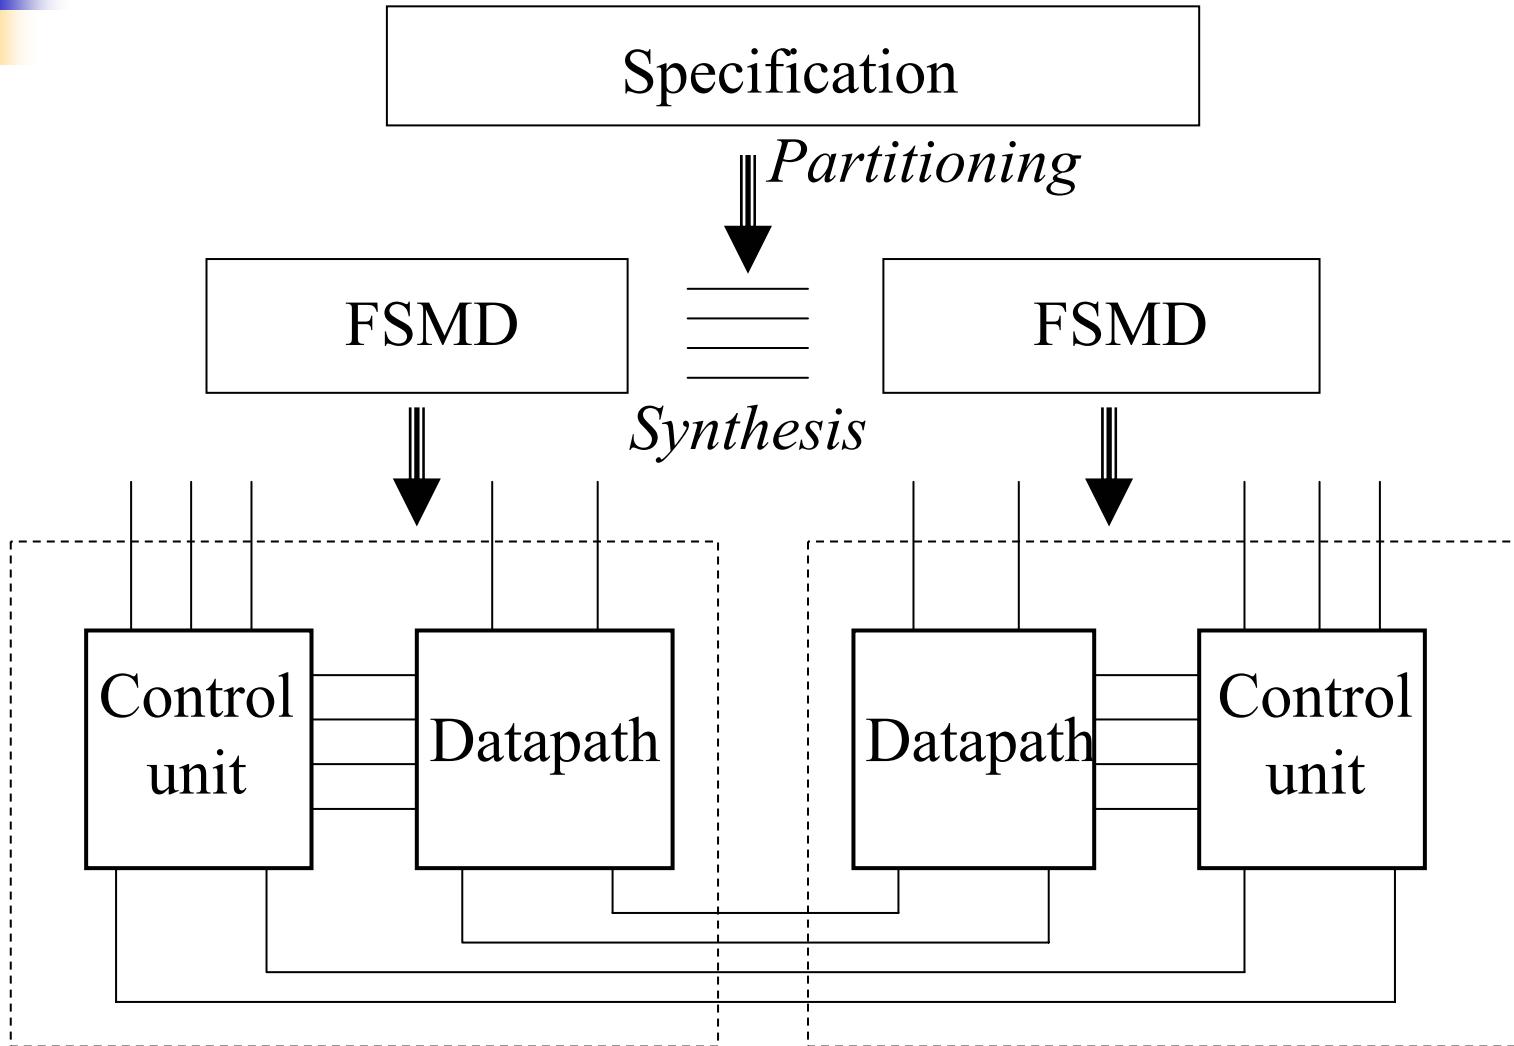 Specification
Partitioning
FSMD
FSMD
Synthesis
Control
unit
Datapath
Datapath
Control
unit